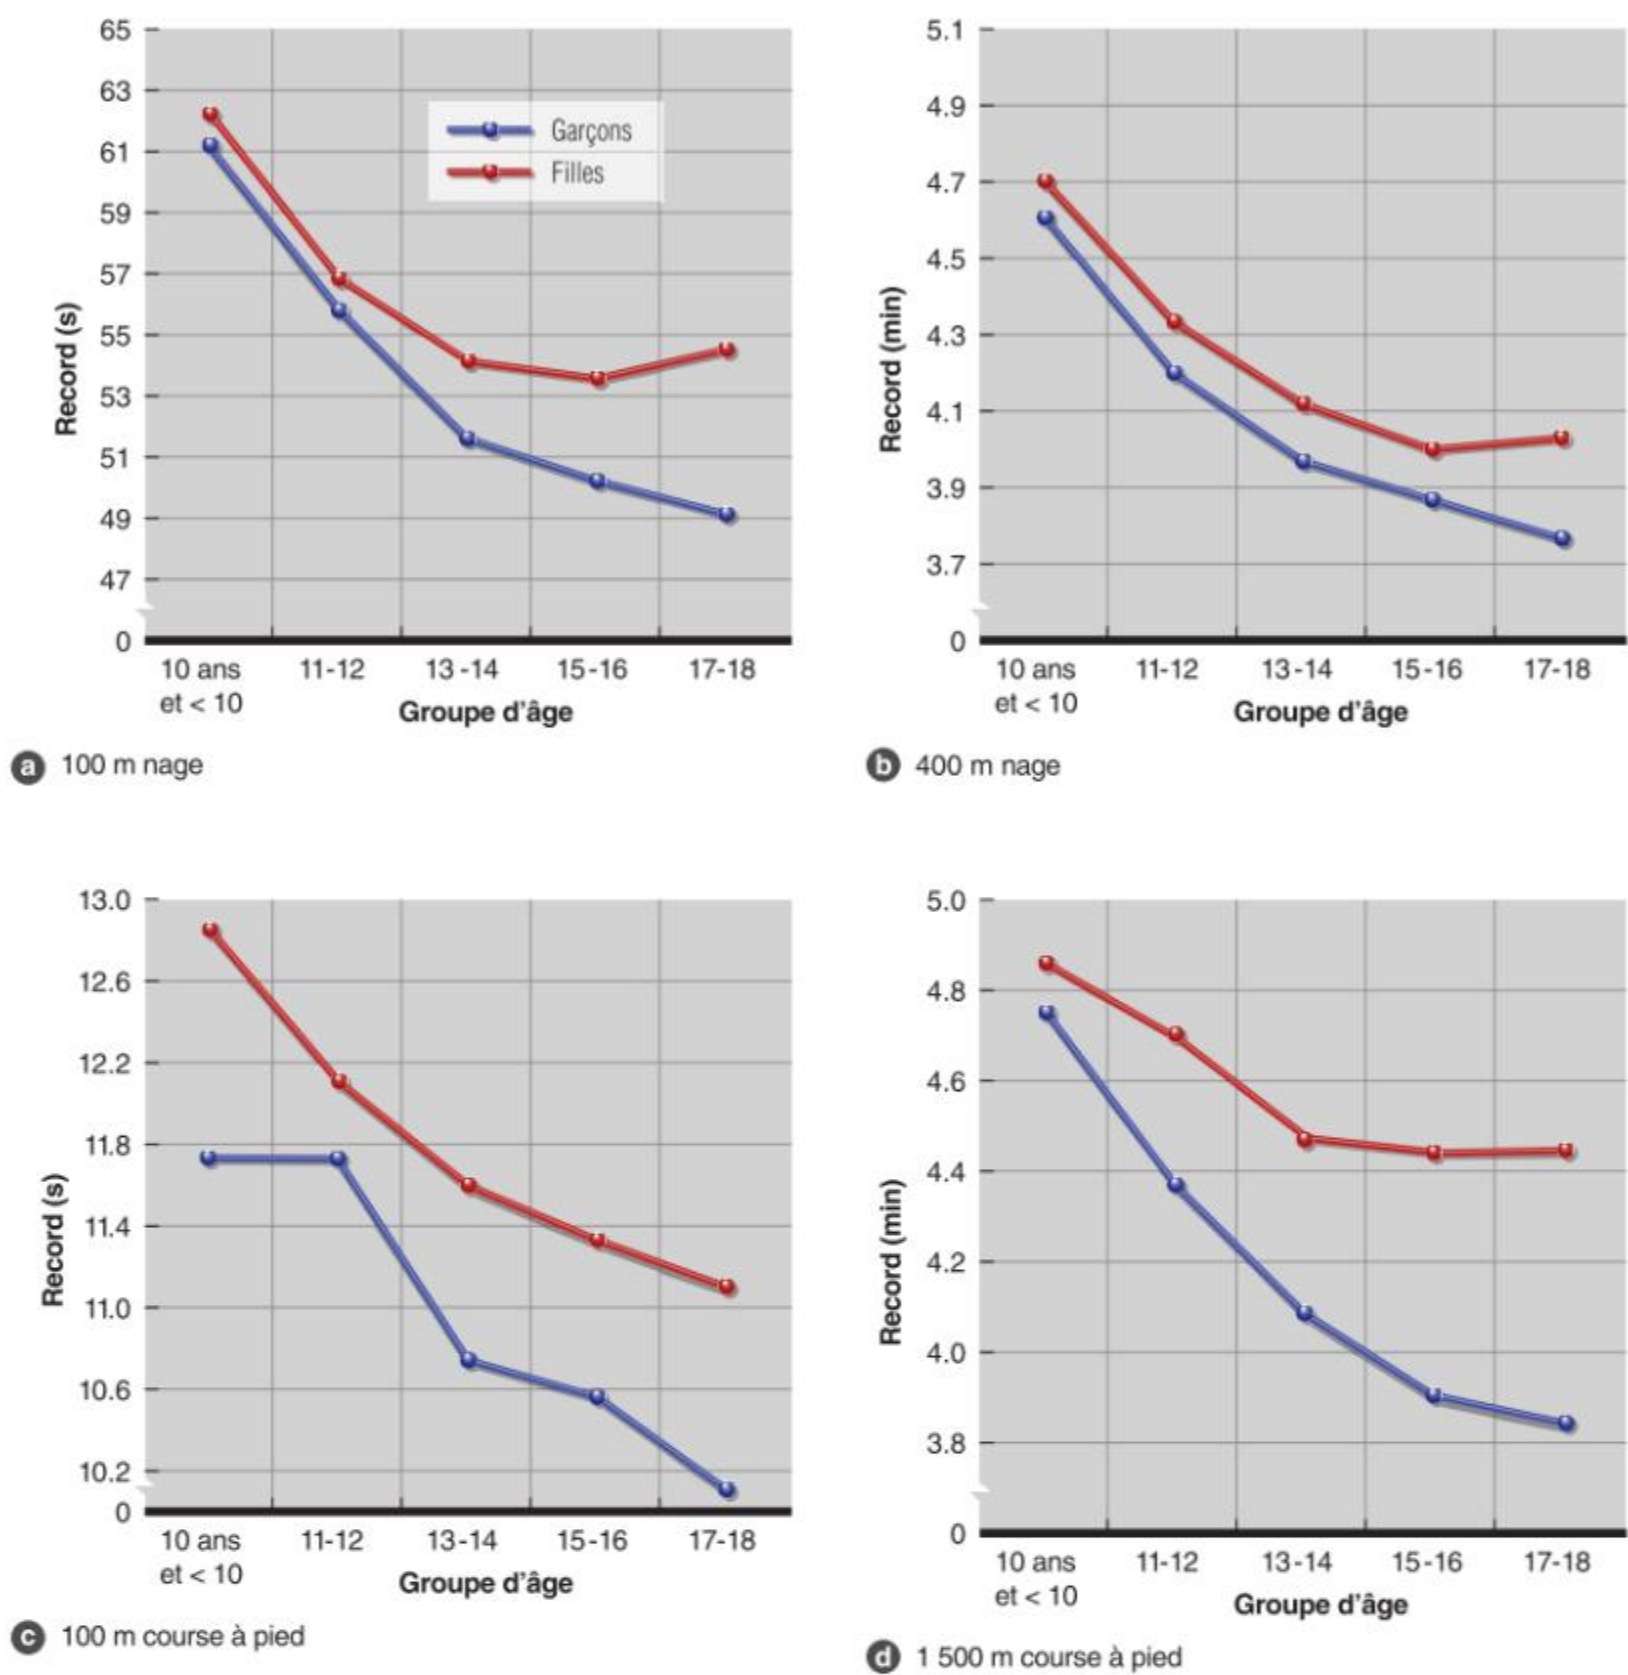 65
63
61
59
57
55
53
51
49
47
0
Record (s)
Garçons
Filles
10 ans et < 10
11-12
13-14
15-16
17-18
Groupe d'âge
a 100 m nage
5.1
4.9
4.7
4.5
4.3
4.1
3.9
3.7
0
Record (min)
10 ans et < 10
11-12
13-14
15-16
17-18
Groupe d'âge
b 400 m nage
13.0
12.6
12.2
11.8
11.4
11.0
10.6
10.2
0
Record (s)
10 ans et < 10
11-12
13-14
15-16
17-18
Groupe d'âge
c 100 m course à pied
5.0
4.8
4.6
4.4
4.2
4.0
3.8
0
Record (min)
10 ans et < 10
11-12
13-14
15-16
17-18
Groupe d'âge
d 1 500 m course à pied